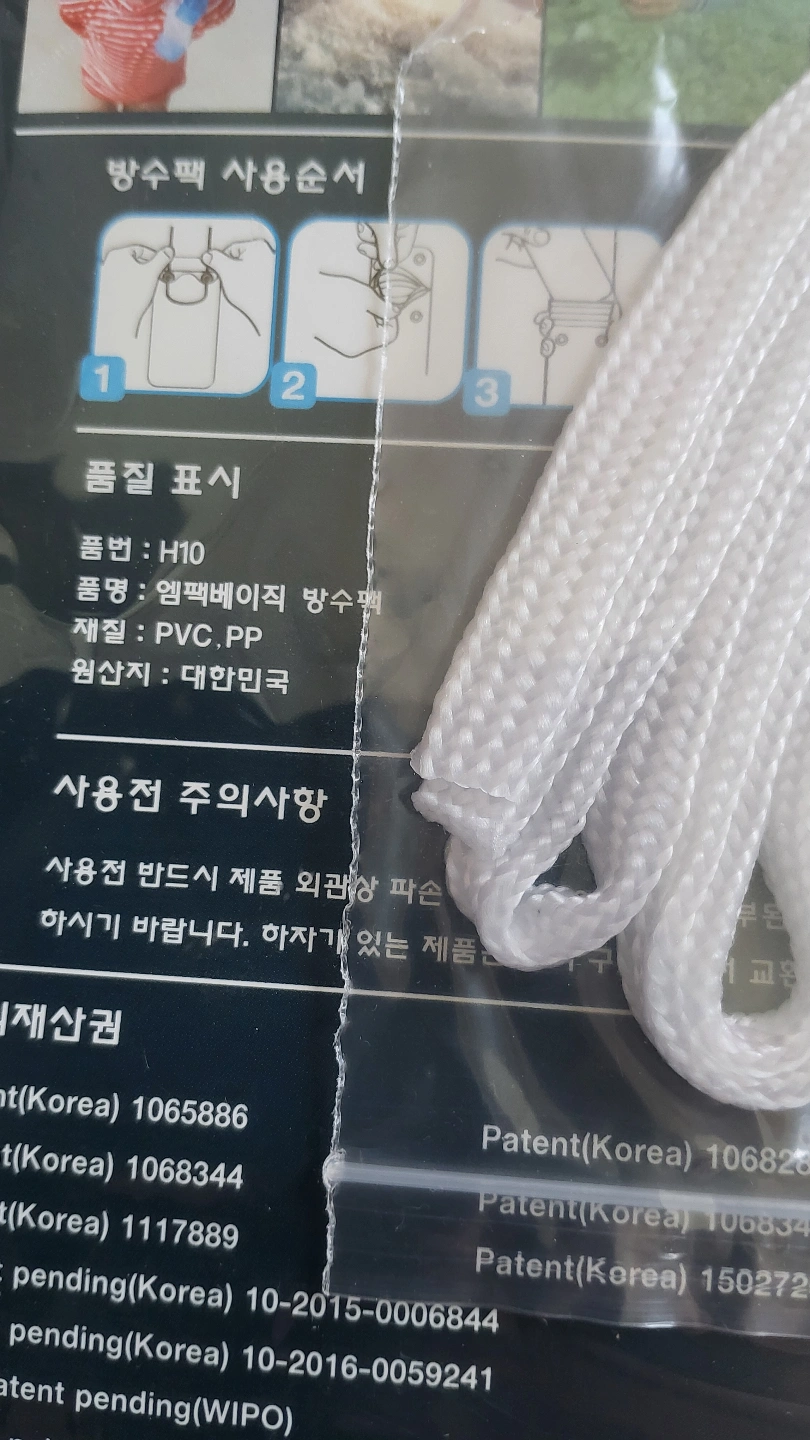 방수팩 사용순서
1 2 3
품질 표시
품번 : H10
품명 : 엠팩베이직 방수팩
재질 : PVC,PP
원산지 : 대한민국
사용전 주의사항
사용전 반드시 제품 외관상 파손
하시기 바랍니다. 하자가 있는 제품은 교환
재산권
(Korea) 1065886 Patent(Korea)
(Korea) 1068344 Patent(Korea)
(Korea) 1117889 Patent(Korea)
pending(Korea) 10-2015-0006844
pending(Korea) 10-2016-0059241
pending(WIPO)